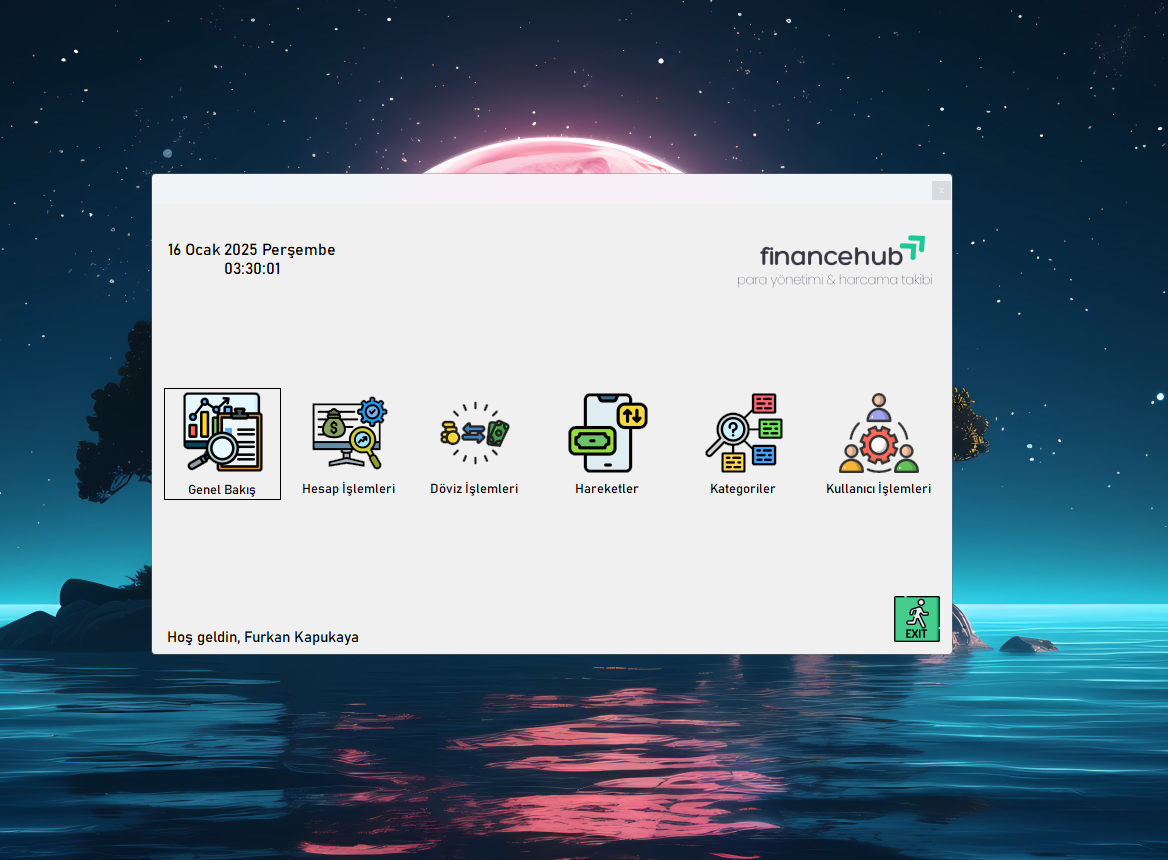 x
16 Ocak 2025 Perşembe
03:30:01
financehub
para yönetimi & harcama takibi
Genel Bakış
Hesap İşlemleri
Döviz İşlemleri
Hareketler
Kategoriler
Kullanıcı İşlemleri
Hoş geldin, Furkan Kapukaya
EXIT